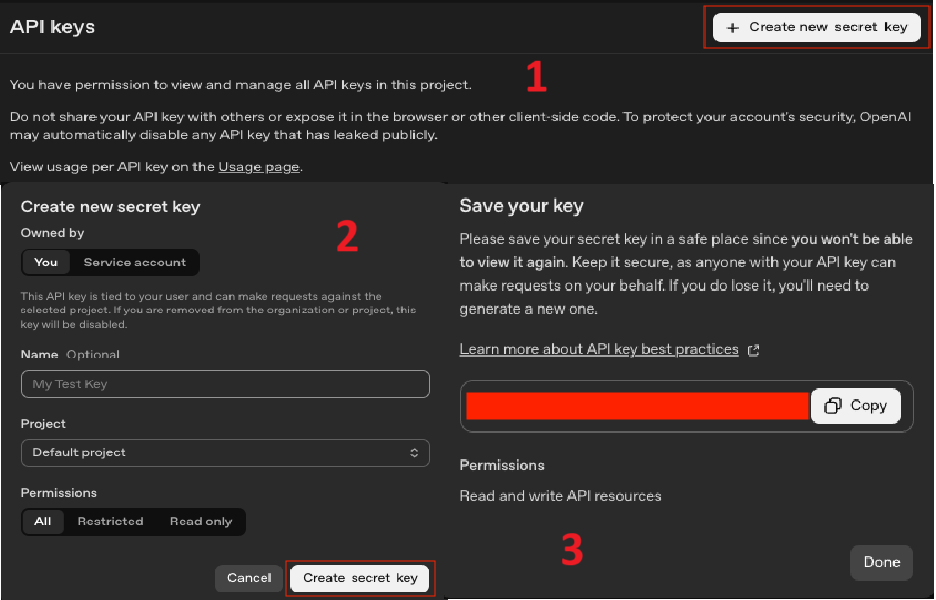 API keys
+ Create new secret key
1
You have permission to view and manage all API keys in this project.
Do not share your API key with others or expose it in the browser or other client-side code. To protect your account's security, OpenAI
may automatically disable any API key that has leaked publicly.
View usage per API key on the Usage page.
Create new secret key
2
Owned by
You
Service account
This API key is tied to your user and can make requests against the
selected project. If you are removed from the organization or project, this
key will be disabled.
Name Optional
My Test Key
Project
Default project
Permissions
All
Restricted
Read only
Cancel
Create secret key
Save your key
Please save your secret key in a safe place since you won't be able
to view it again. Keep it secure, as anyone with your API key can
make requests on your behalf. If you do lose it, you'll need to
generate a new one.
Learn more about API key best practices
Copy
Permissions
Read and write API resources
3
Done